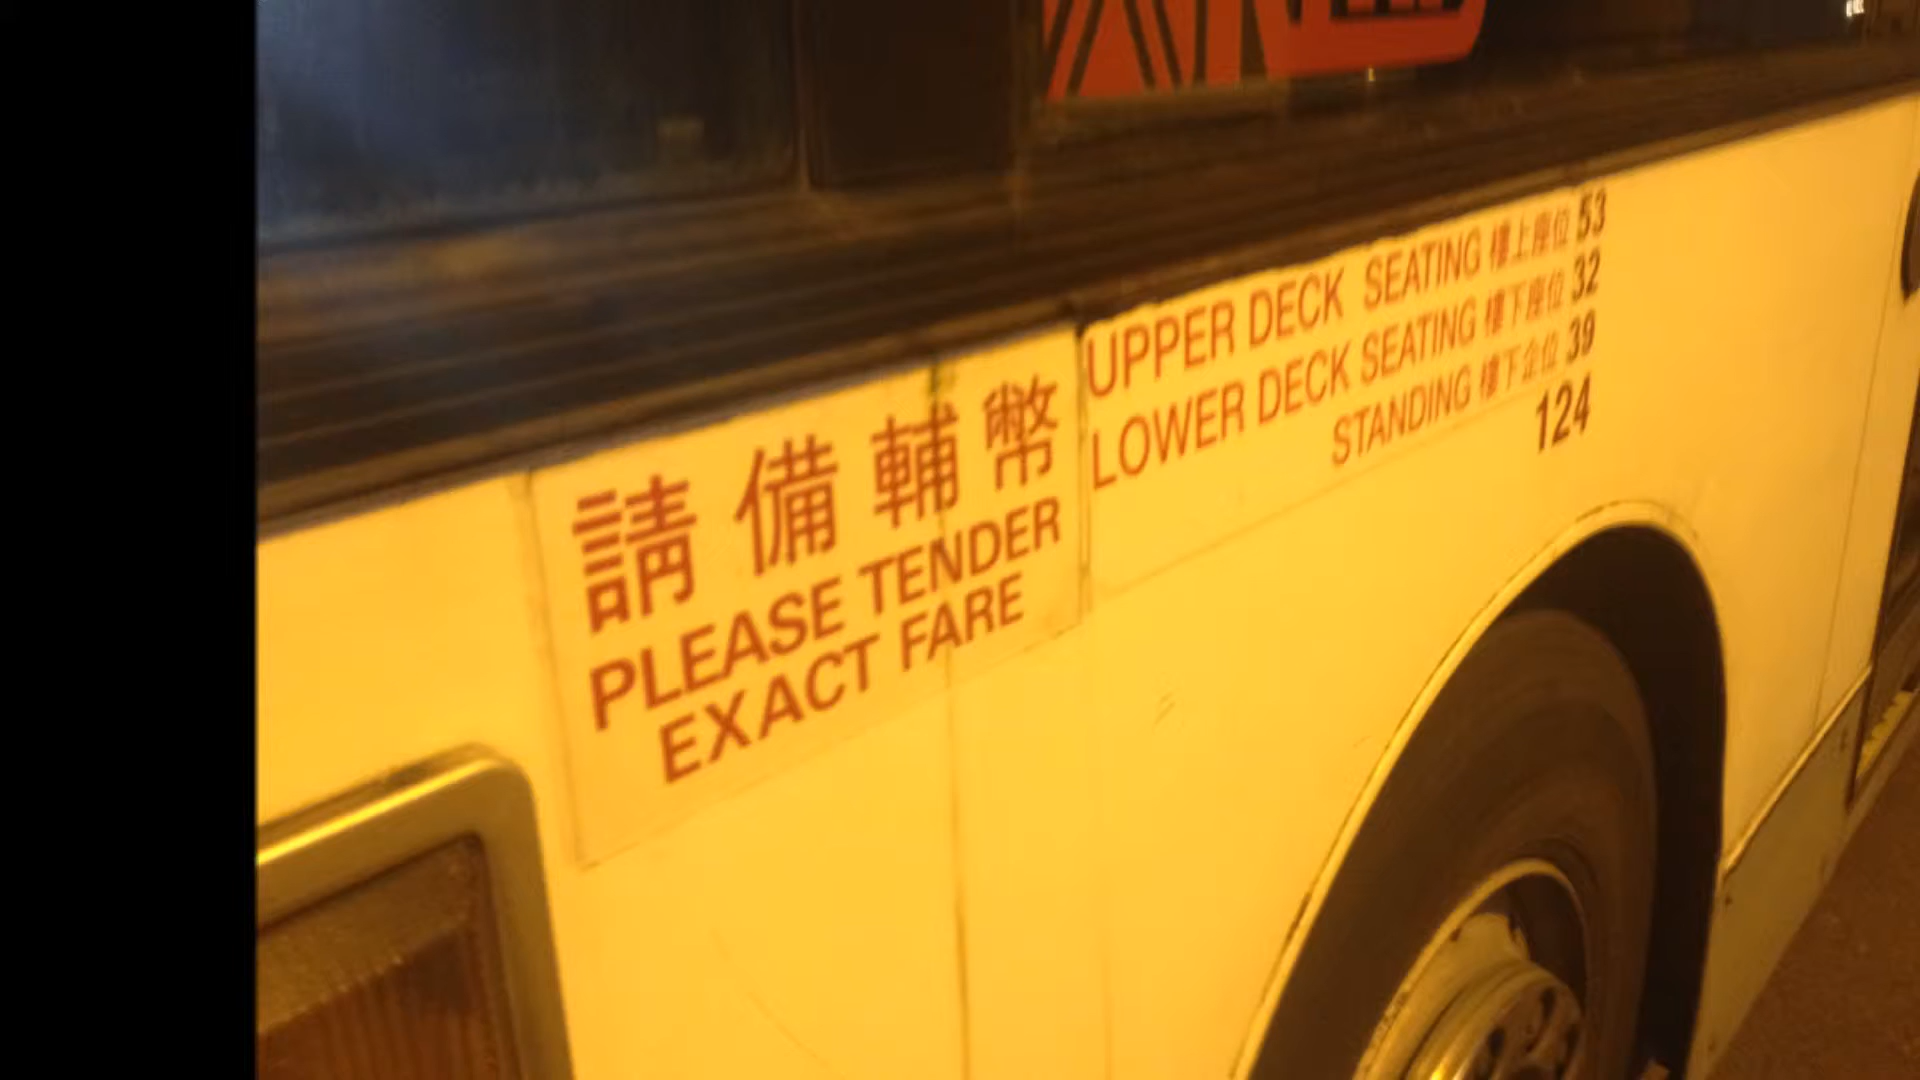 請備輔幣
PLEASE TENDER
EXACT FARE
UPPER DECK SEATING 樓上座位 53
LOWER DECK SEATING 樓下座位 32
STANDING 樓下企位 39
124